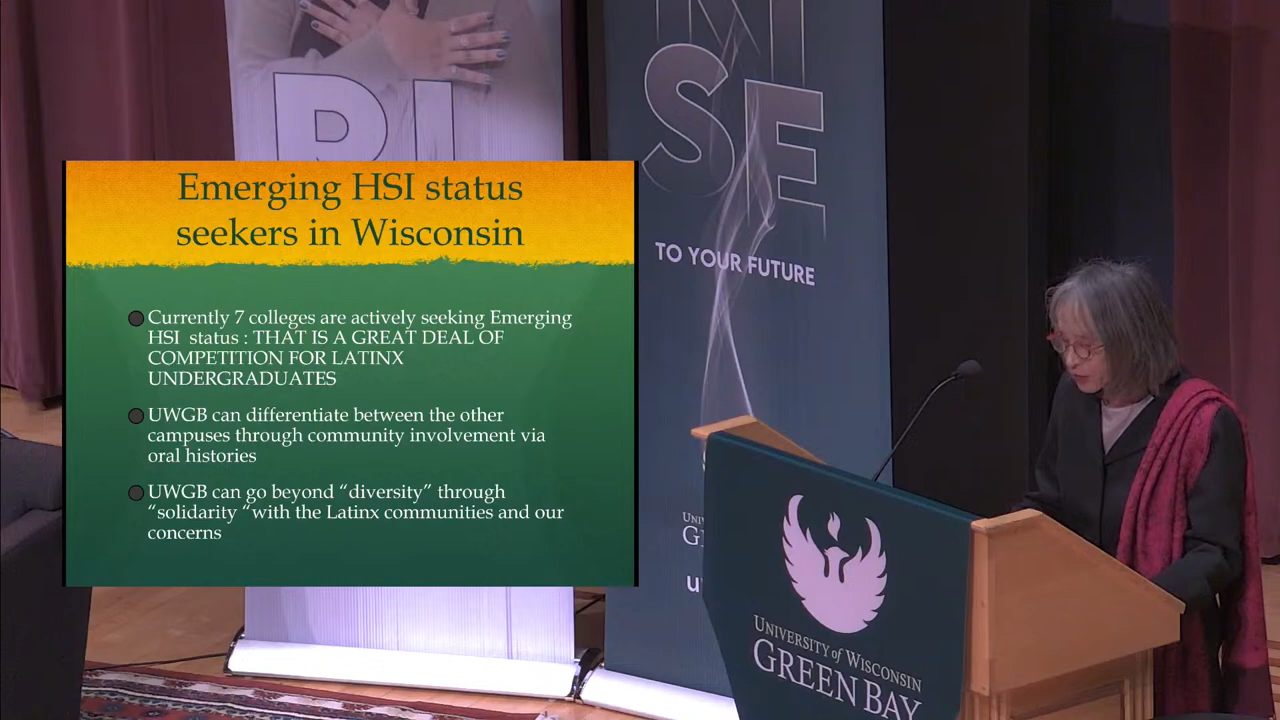 RI
RI
SE
TO YOUR FUTURE
Emerging HSI status
seekers in Wisconsin
Currently 7 colleges are actively seeking Emerging
HSI status : THAT IS A GREAT DEAL OF
COMPETITION FOR LATINX
UNDERGRADUATES
UWGB can differentiate between the other
campuses through community involvement via
oral histories
UWGB can go beyond “diversity” through
“solidarity “with the Latinx communities and our
concerns
UNIVERSITY of WISCONSIN
GREEN BAY